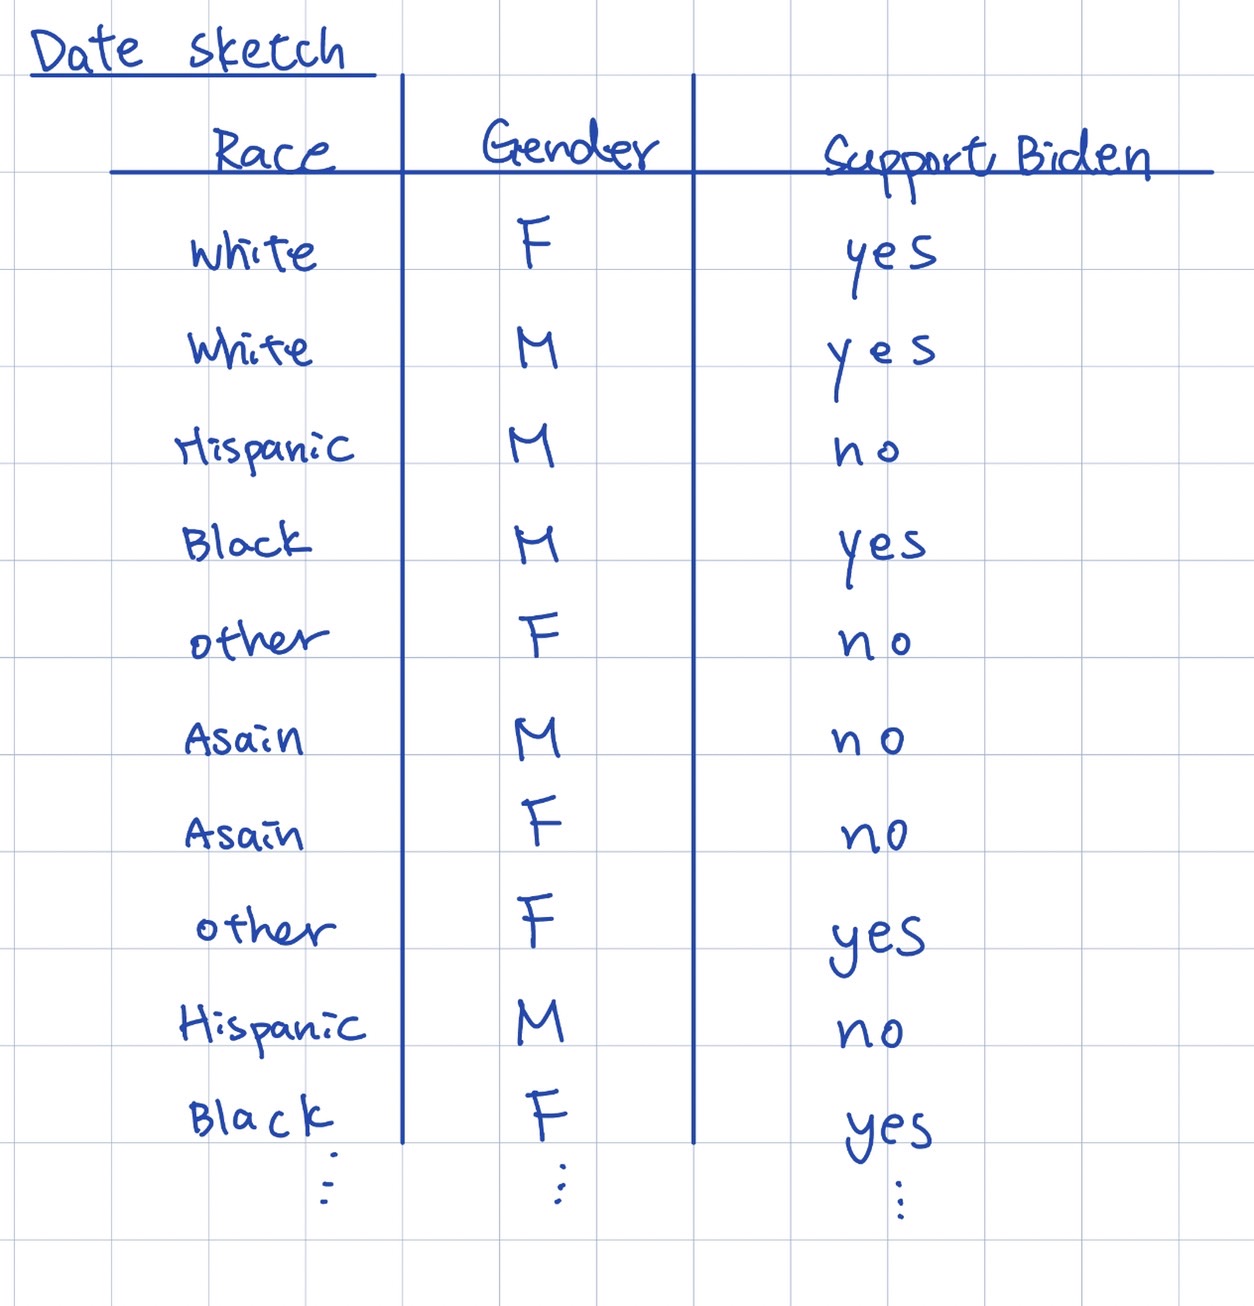 Date sketch
Race Gender Support Biden
White F yes
White M yes
Hispanic M no
Black M yes
other F no
Asain M no
Asain F no
other F yes
Hispanic M no
Black F yes
⋮ ⋮ ⋮